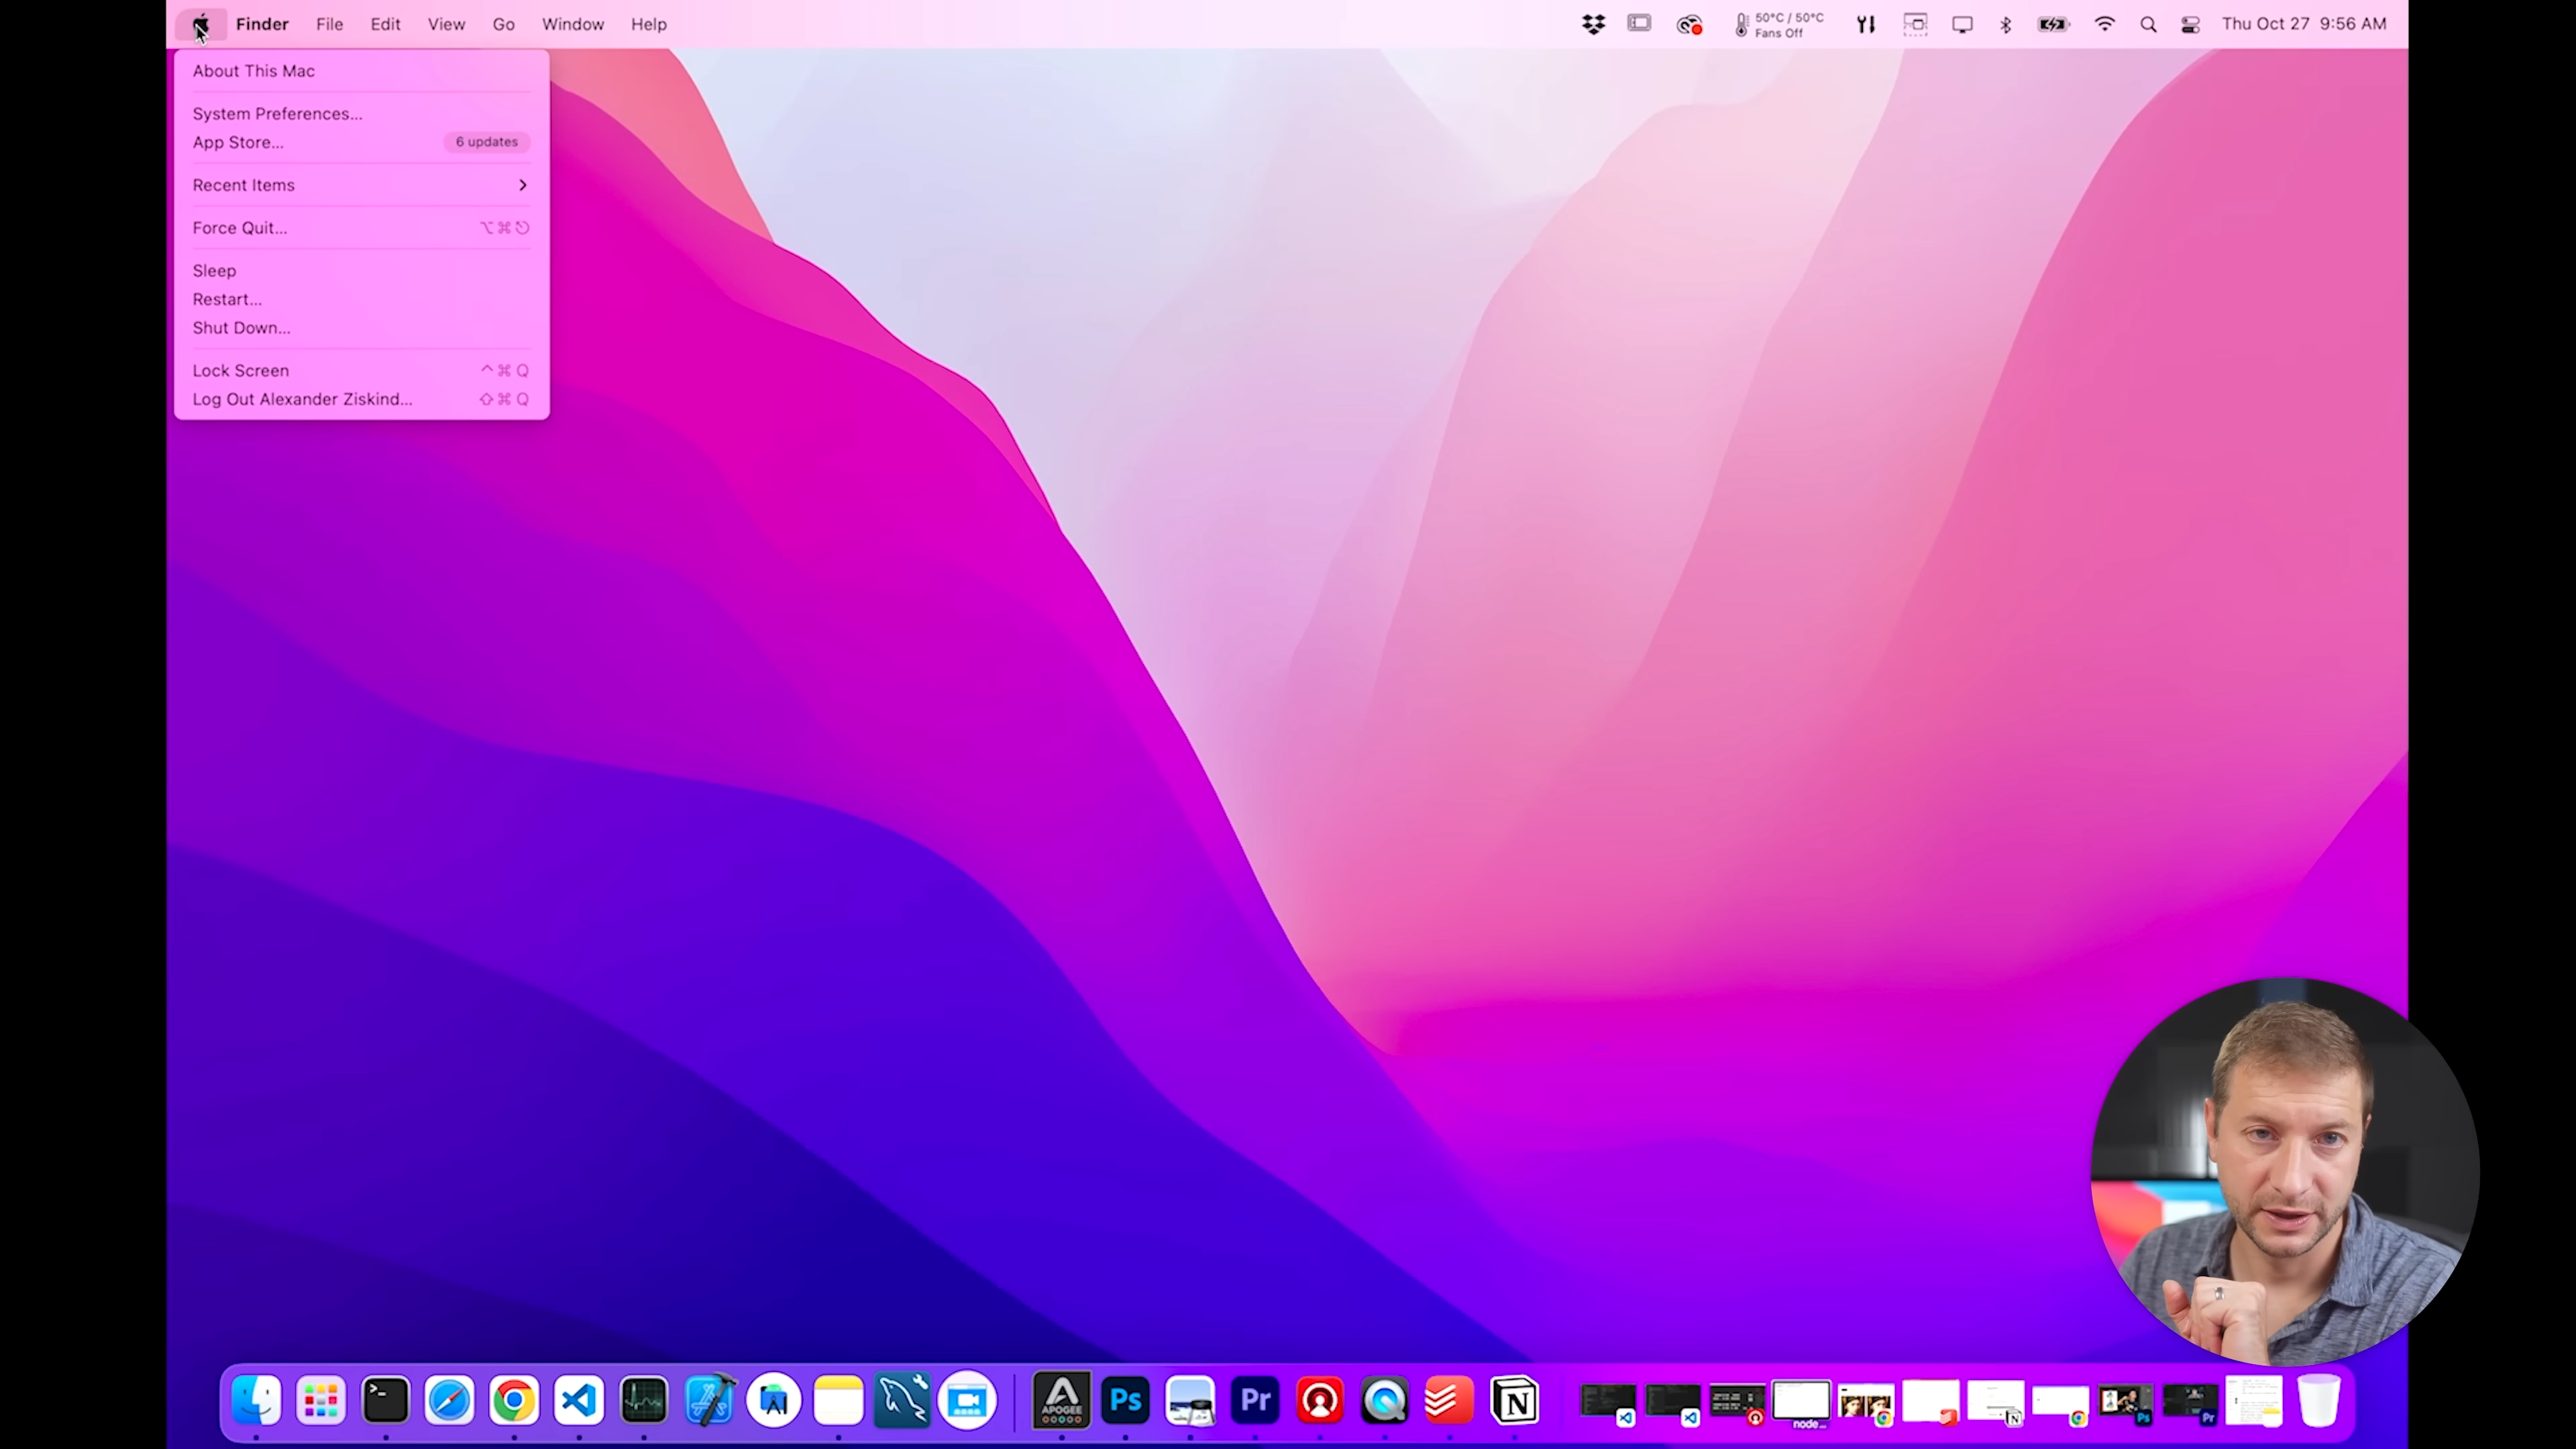 Finder File Edit View Go Window Help
50°C / 50°C
Fans Off
Thu Oct 27 9:56 AM
About This Mac
System Preferences...
App Store... 6 updates
Recent Items
Force Quit... ⌥⌘⎋
Sleep
Restart...
Shut Down...
Lock Screen ^⌘Q
Log Out Alexander Ziskind... ⇧⌘Q
>_
APOGEE
Ps
Pr
N
node